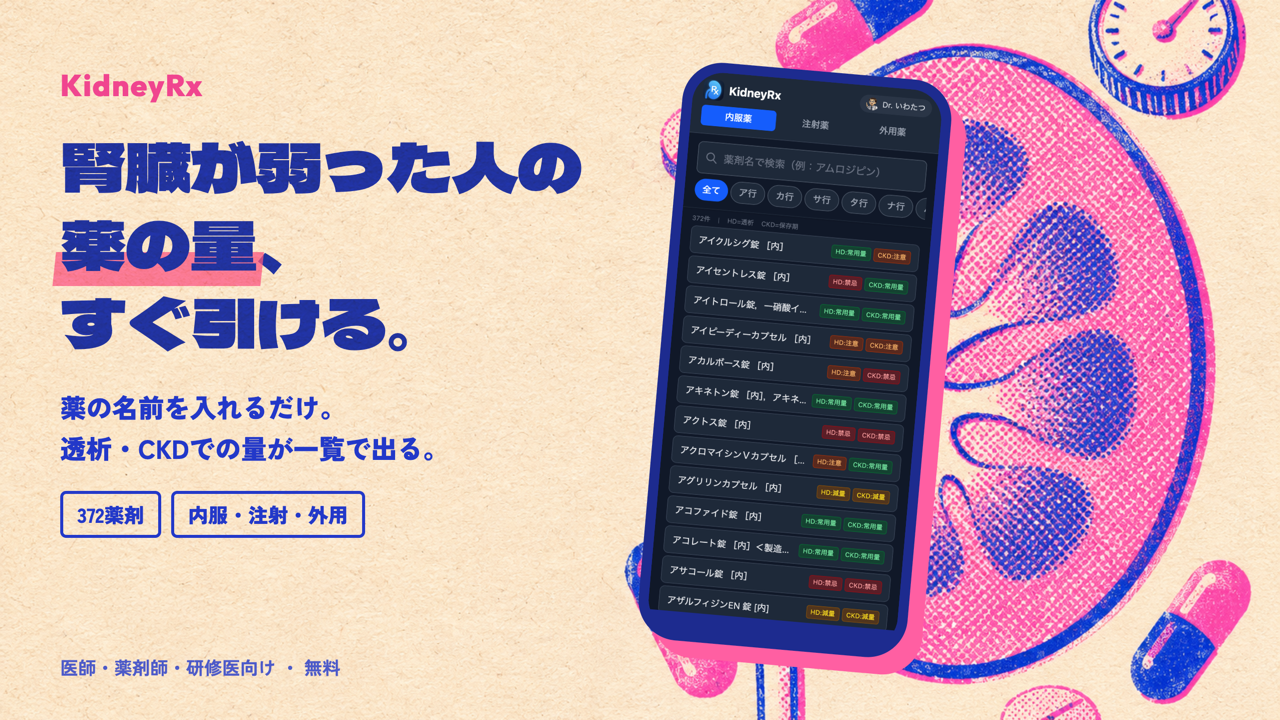 KidneyRx
腎臓が弱った人の
薬の量、
すぐ引ける。
薬の名前を入れるだけ。
透析・CKDでの量が一覧で出る。
372薬剤
内服・注射・外用
医師・薬剤師・研修医向け ・ 無料
Rx KidneyRx
Dr. いわたつ
内服薬 注射薬 外用薬
薬剤名で検索（例：アムロジピン）
全て ア行 カ行 サ行 タ行 ナ行
372件 | HD=透析 CKD=保存期
アイクルシグ錠 ［内］ HD:常用量 CKD:注意
アイセントレス錠 ［内］ HD:禁忌 CKD:常用量
アイトロール錠，一硝酸イ... HD:常用量 CKD:常用量
アイピーディーカプセル ［内］ HD:注意 CKD:注意
アカルボース錠 ［内］ HD:注意 CKD:禁忌
アキネトン錠 ［内］，アキネ... HD:常用量 CKD:常用量
アクトス錠 ［内］ HD:禁忌 CKD:禁忌
アクロマイシンVカプセル ［... HD:注意 CKD:常用量
アグリリンカプセル ［内］ HD:減量 CKD:減量
アコファイド錠 ［内］ HD:常用量 CKD:常用量
アコレート錠 ［内］＜製造... HD:常用量 CKD:常用量
アサコール錠 ［内］ HD:禁忌 CKD:禁忌
アザルフィジンEN 錠 [内] HD:減量 CKD:減量